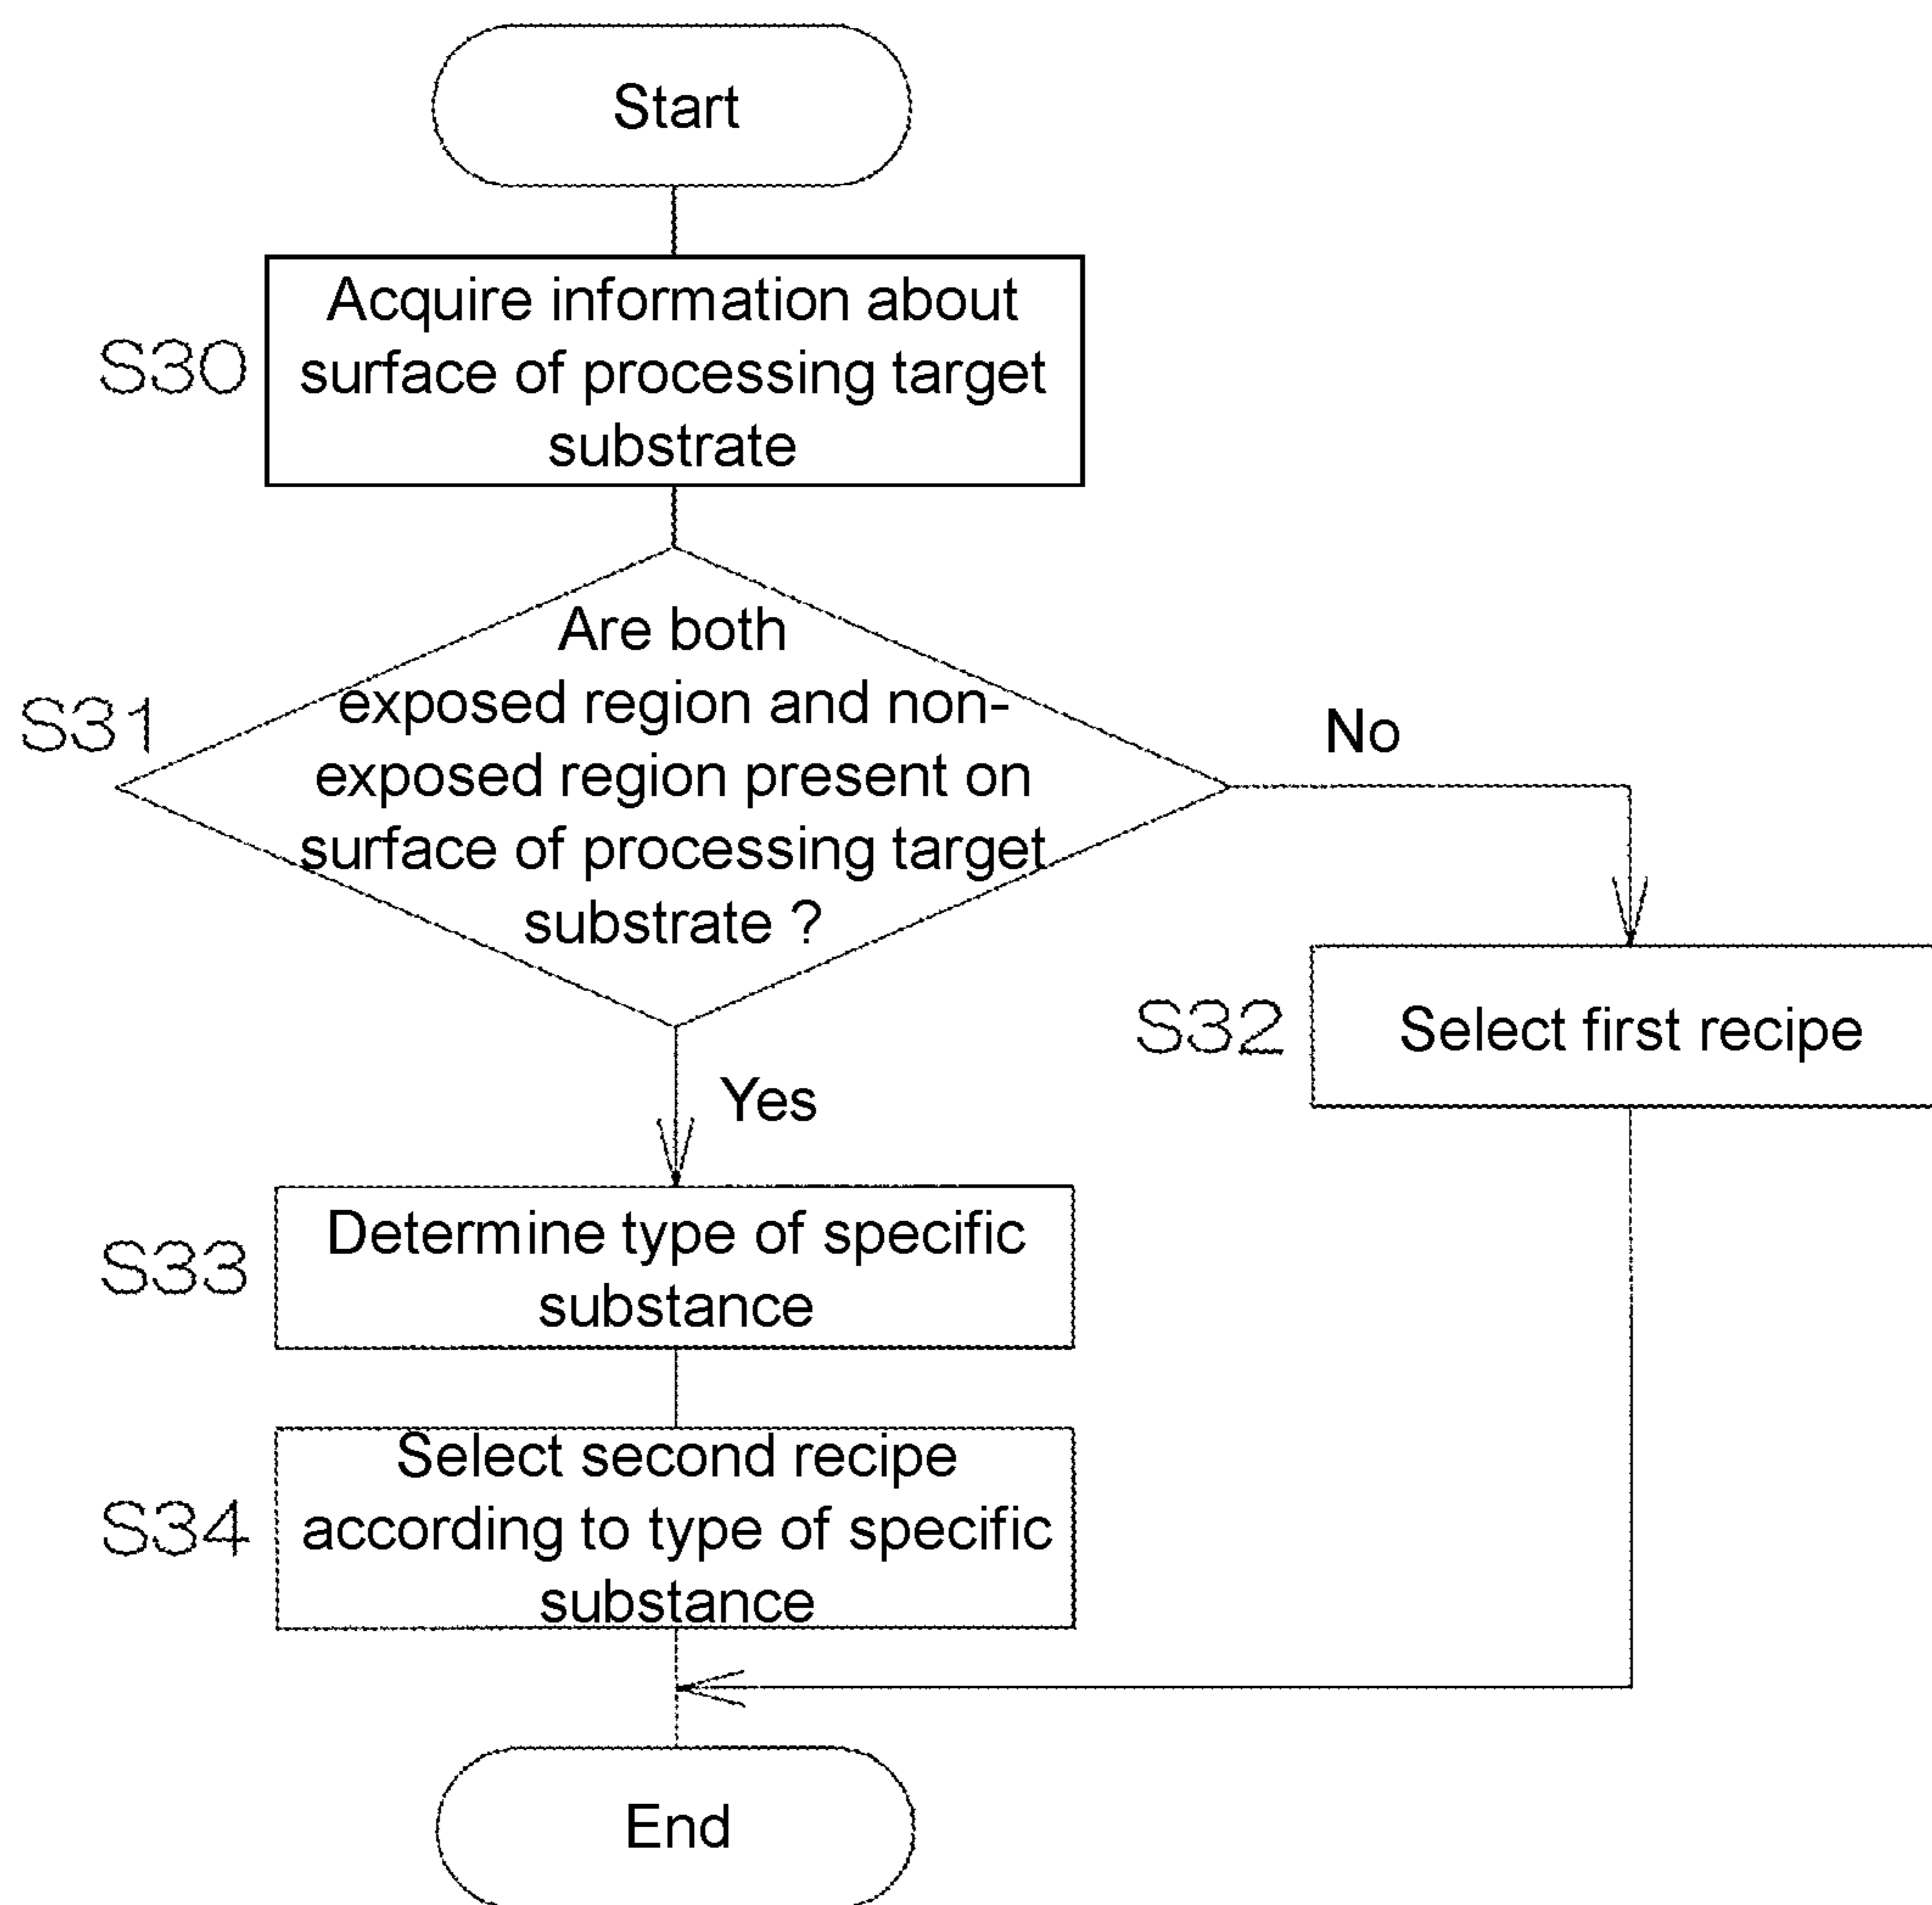 Start
S30
Acquire information about
surface of processing target
substrate
S31
Are both
exposed region and non-
exposed region present on
surface of processing target
substrate ?
No
S32
Select first recipe
Yes
S33
Determine type of specific
substance
S34
Select second recipe
according to type of specific
substance
End